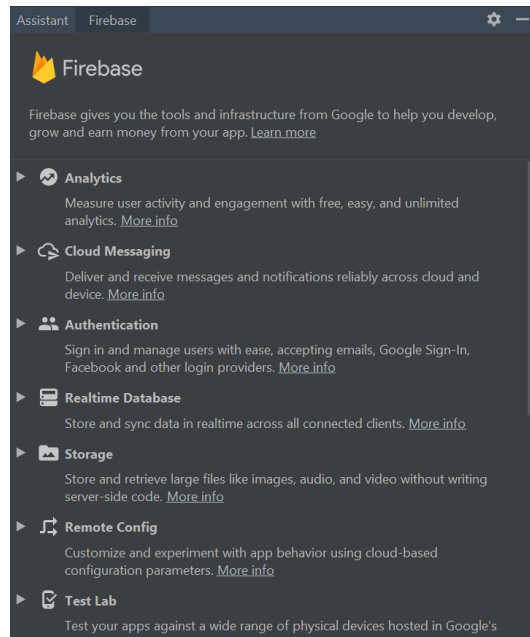 Assistant Firebase
Firebase
Firebase gives you the tools and infrastructure from Google to help you develop,
grow and earn money from your app. Learn more
Analytics
Measure user activity and engagement with free, easy, and unlimited
analytics. More info
Cloud Messaging
Deliver and receive messages and notifications reliably across cloud and
device. More info
Authentication
Sign in and manage users with ease, accepting emails, Google Sign-In,
Facebook and other login providers. More info
Realtime Database
Store and sync data in realtime across all connected clients. More info
Storage
Store and retrieve large files like images, audio, and video without writing
server-side code. More info
Remote Config
Customize and experiment with app behavior using cloud-based
configuration parameters. More info
Test Lab
Test your apps against a wide range of physical devices hosted in Google's